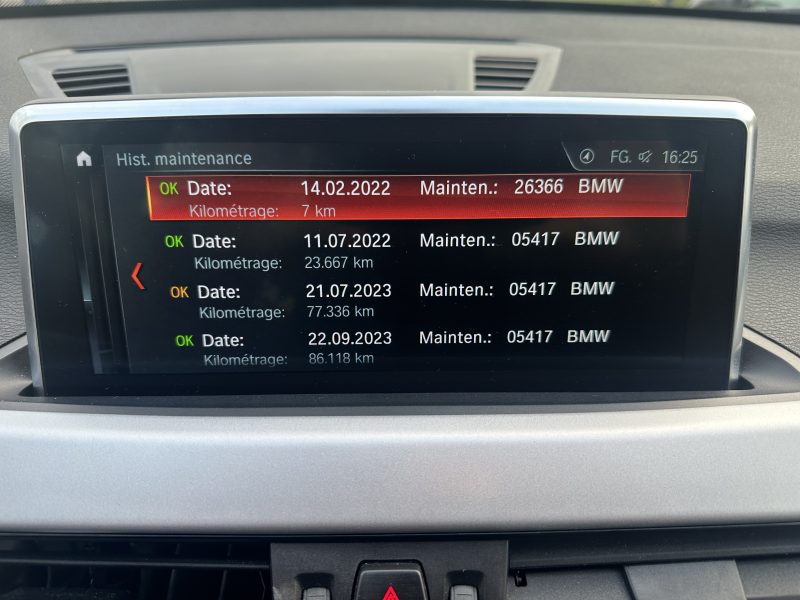 Hist. maintenance FG. 16:25
OK Date: 14.02.2022 Mainten.: 26366 BMW
Kilométrage: 7 km
OK Date: 11.07.2022 Mainten.: 05417 BMW
Kilométrage: 23.667 km
OK Date: 21.07.2023 Mainten.: 05417 BMW
Kilométrage: 77.336 km
OK Date: 22.09.2023 Mainten.: 05417 BMW
Kilométrage: 86.118 km